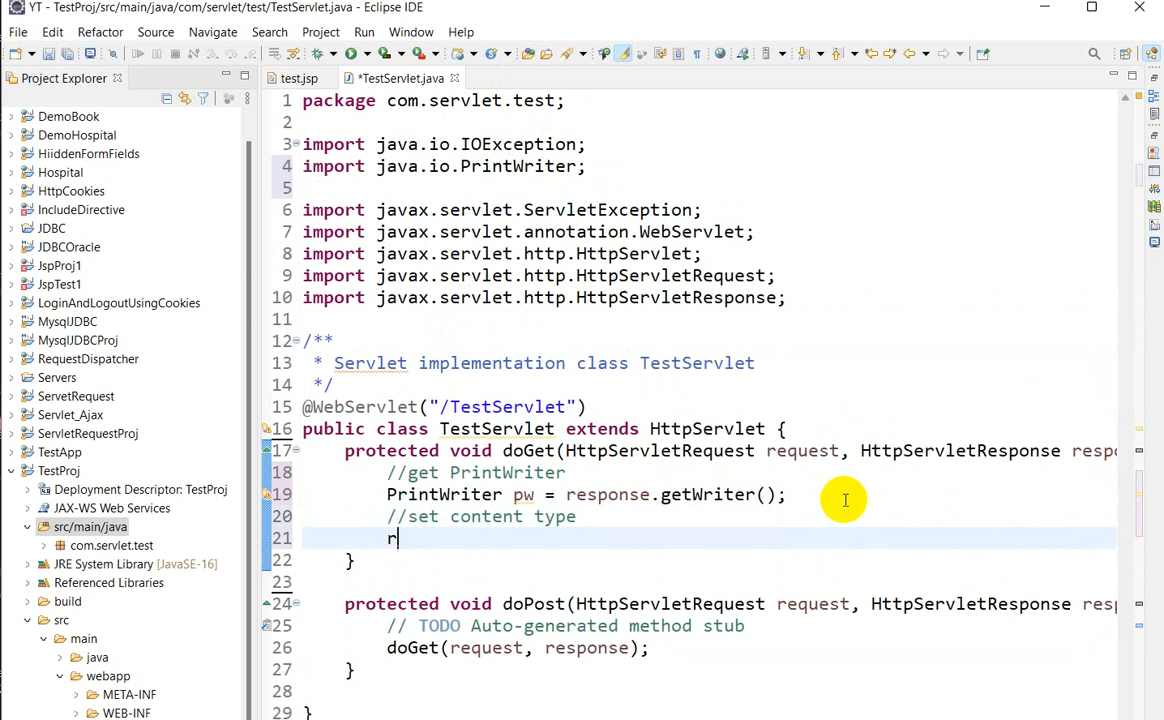 YT - TestProj/src/main/java/com/servlet/test/TestServlet.java - Eclipse IDE
File Edit Navigate Refactor Source Navigate Search Project Run Window Help
Project Explorer
test.jsp
*TestServlet.java
DemoBook
DemoHospital
HiiddenFormFields
Hospital
HttpCookies
IncludeDirective
JDBC
JDBCOracle
JspProj1
JspTest1
LoginAndLogoutUsingCookies
MysqlJDBC
MysqlJDBCProj
RequestDispatcher
Servers
ServetRequest
Servlet_Ajax
ServletRequestProj
TestApp
TestProj
Deployment Descriptor: TestProj
JAX-WS Web Services
src/main/java
com.servlet.test
JRE System Library [JavaSE-16]
Referenced Libraries
build
src
main
java
webapp
META-INF
WEB-INF
1 package com.servlet.test;
2
3 import java.io.IOException;
4 import java.io.PrintWriter;
5
6 import javax.servlet.ServletException;
7 import javax.servlet.annotation.WebServlet;
8 import javax.servlet.http.HttpServlet;
9 import javax.servlet.http.HttpServletRequest;
10 import javax.servlet.http.HttpServletResponse;
11
12 /**
13 * Servlet implementation class TestServlet
14 */
15 @WebServlet("/TestServlet")
16 public class TestServlet extends HttpServlet {
17 protected void doGet(HttpServletRequest request, HttpServletResponse respo
18 //get PrintWriter
19 PrintWriter pw = response.getWriter();
20 //set content type
21 r
22 }
23
24 protected void doPost(HttpServletRequest request, HttpServletResponse resp
25 // TODO Auto-generated method stub
26 doGet(request, response);
27 }
28
29 }